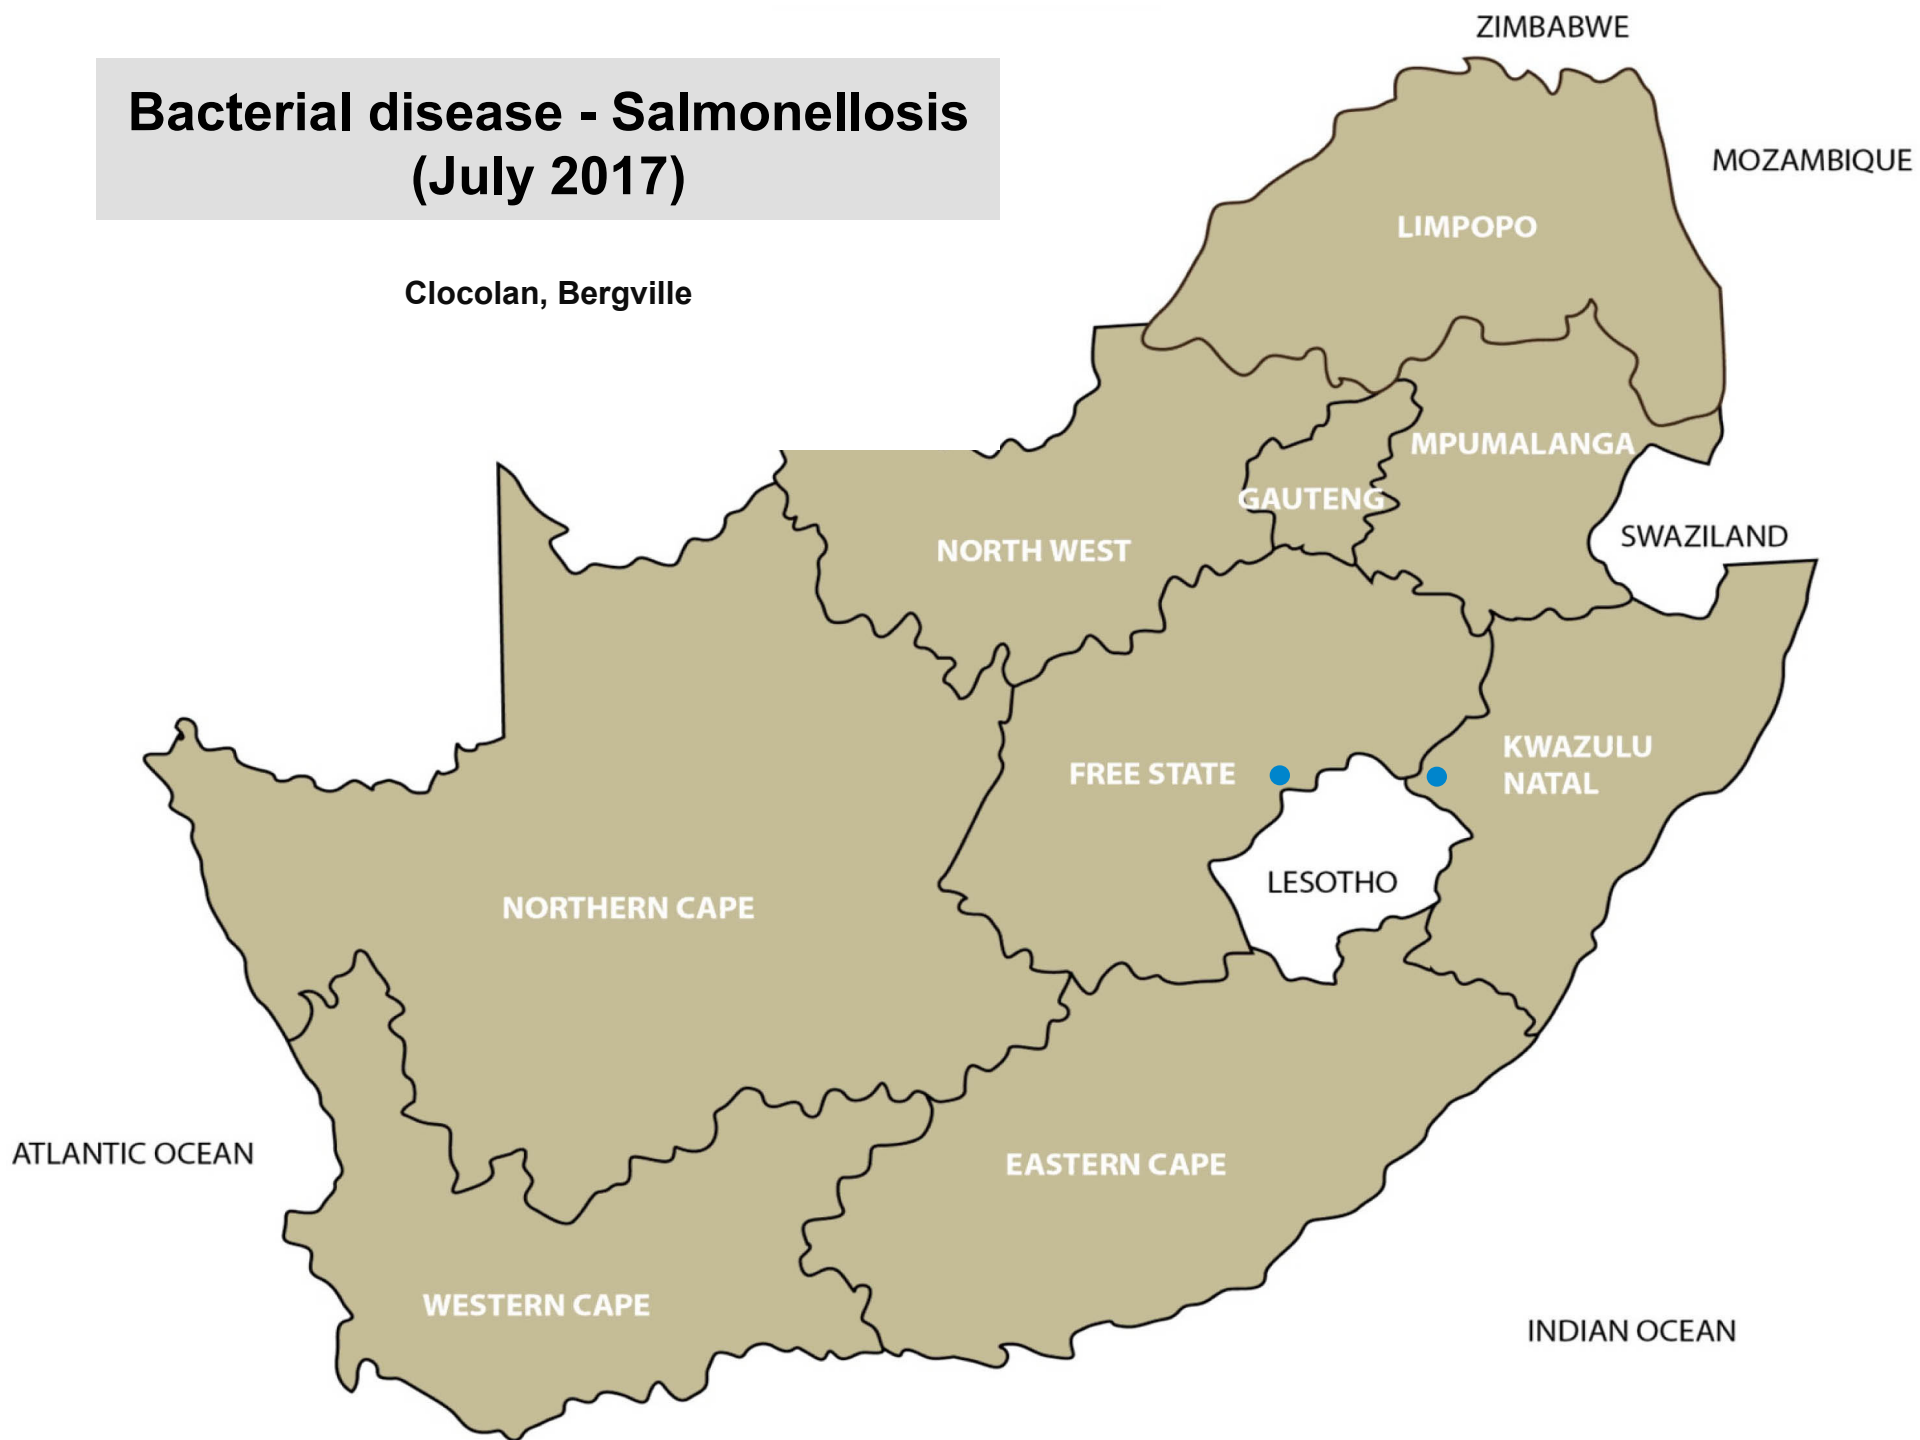 ZIMBABWE
Bacterial disease - Salmonellosis
(July 2017)
MOZAMBIQUE
LIMPOPO
Clocolan, Bergville
MPUMALANGA
GAUTENG
SWAZILAND
NORTH WEST
KWAZULU
NATAL
FREE STATE
LESOTHO
NORTHERN CAPE
ATLANTIC OCEAN
EASTERN CAPE
WESTERN CAPE
INDIAN OCEAN